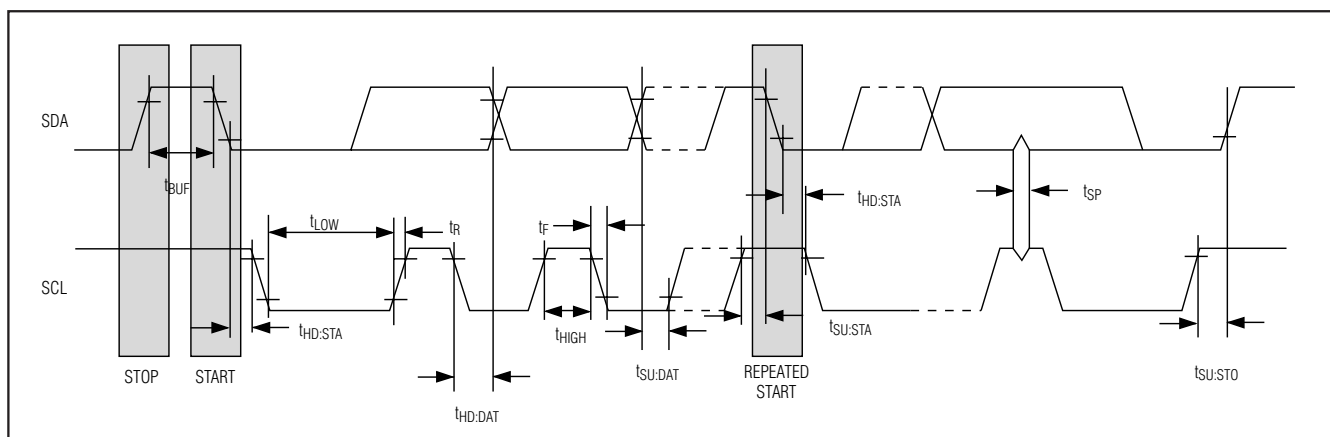 SDA
tBUF
tHD:STA
tSP
tLOW
tR
tF
SCL
tHD:STA
tHIGH
tSU:STA
tSU:DAT
tSU:STO
STOP
START
REPEATED
START
tHD:DAT